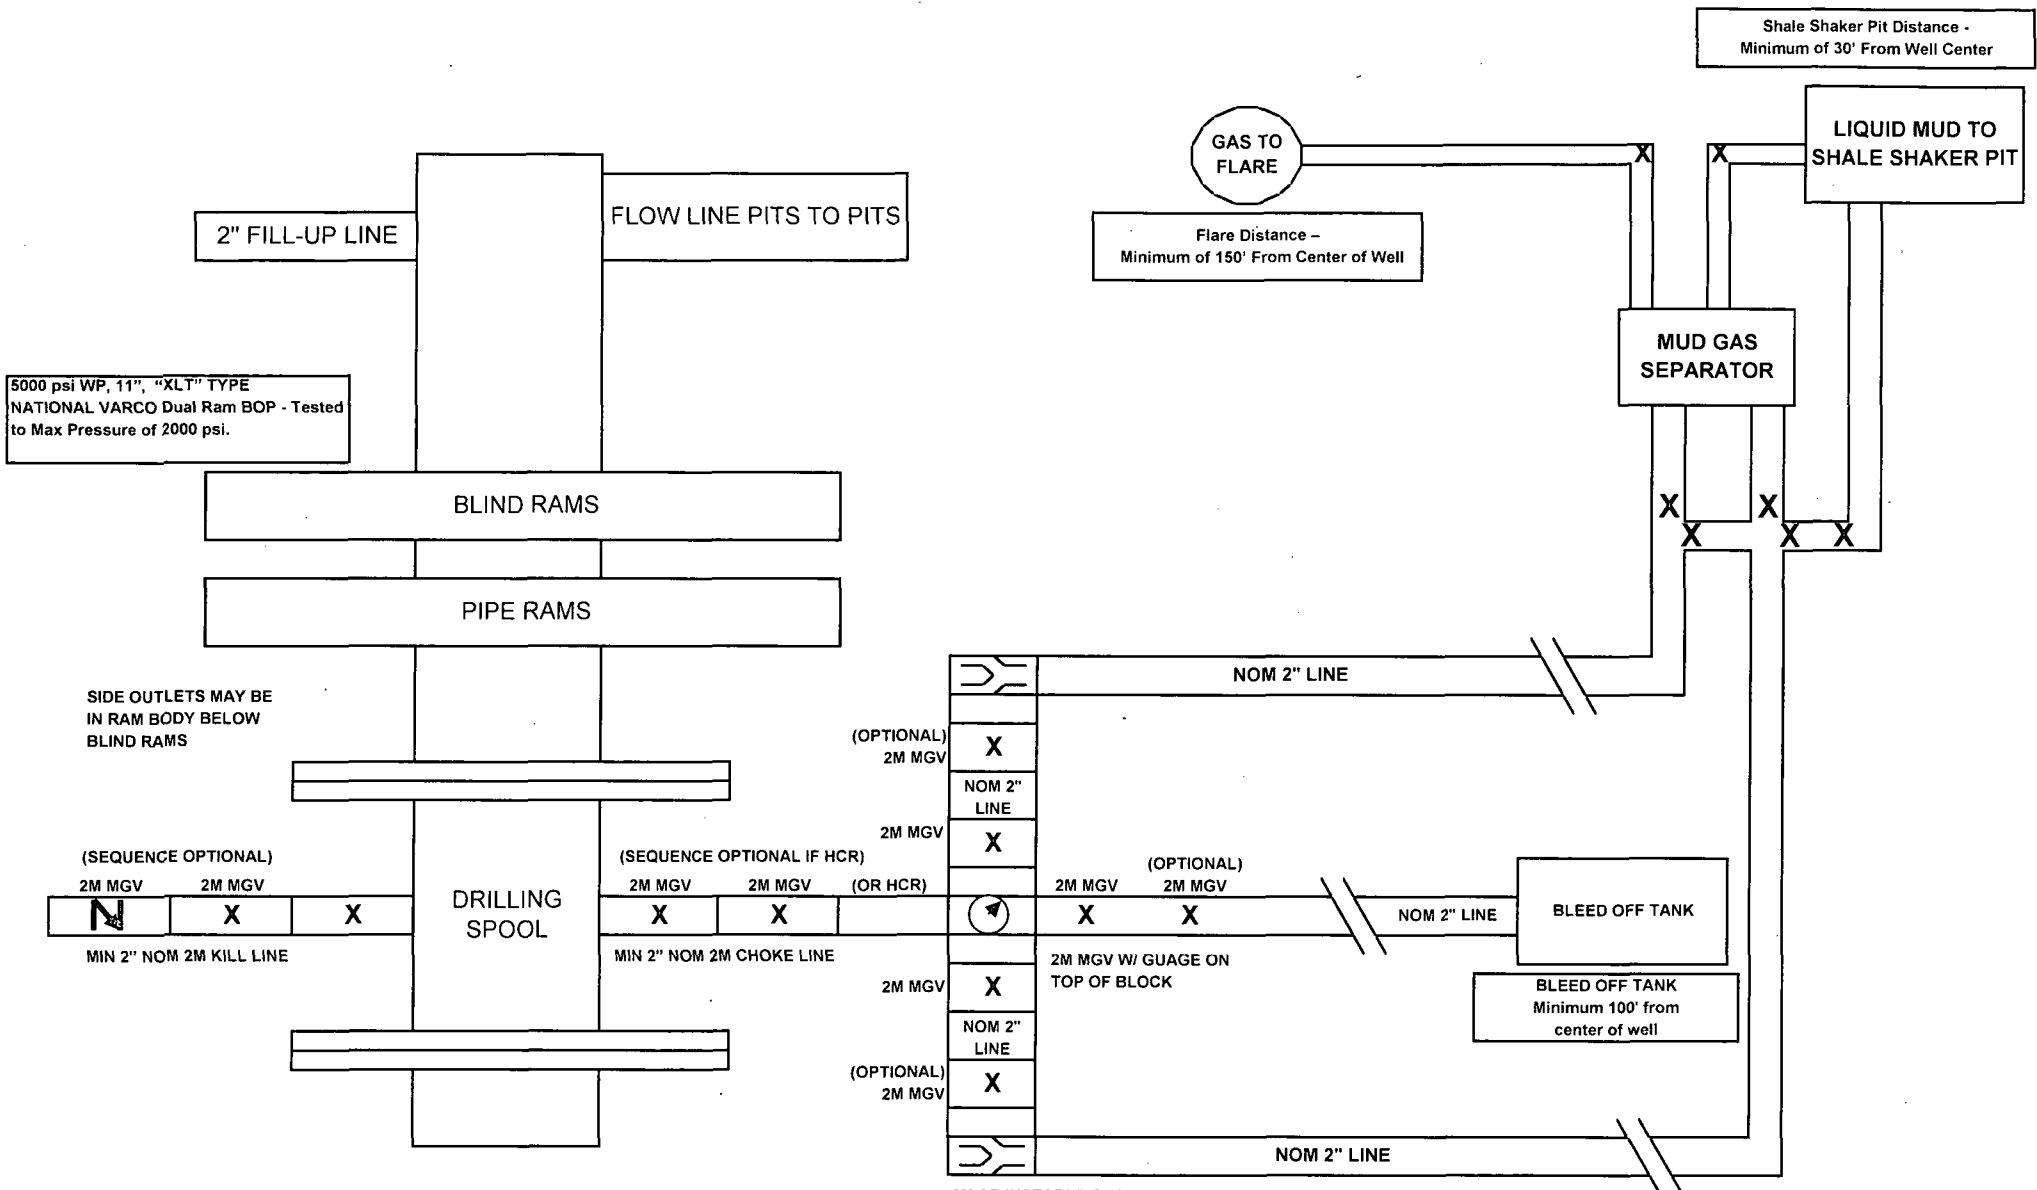 Shale Shaker Pit Distance -
Minimum of 30' From Well Center
GAS TO
FLARE
LIQUID MUD TO
SHALE SHAKER PIT
X
X
2" FILL-UP LINE
FLOW LINE PITS TO PITS
Flare Distance –
Minimum of 150' From Center of Well
MUD GAS
SEPARATOR
5000 psi WP, 11", "XLT" TYPE
NATIONAL VARCO Dual Ram BOP - Tested
to Max Pressure of 2000 psi.
BLIND RAMS
X
X
X
X
X
PIPE RAMS
SIDE OUTLETS MAY BE
IN RAM BODY BELOW
BLIND RAMS
NOM 2" LINE
(OPTIONAL)
2M MGV
X
NOM 2"
LINE
2M MGV
X
(SEQUENCE OPTIONAL)
2M MGV
2M MGV
N
X
X
MIN 2" NOM 2M KILL LINE
DRILLING
SPOOL
(SEQUENCE OPTIONAL IF HCR)
2M MGV
2M MGV
(OR HCR)
X
X
MIN 2" NOM 2M CHOKE LINE
2M MGV
(OPTIONAL)
2M MGV
X
X
NOM 2" LINE
2M MGV W/ GUAGE ON
TOP OF BLOCK
BLEED OFF TANK
BLEED OFF TANK
Minimum 100' from
center of well
2M MGV
X
NOM 2"
LINE
(OPTIONAL)
2M MGV
X
NOM 2" LINE